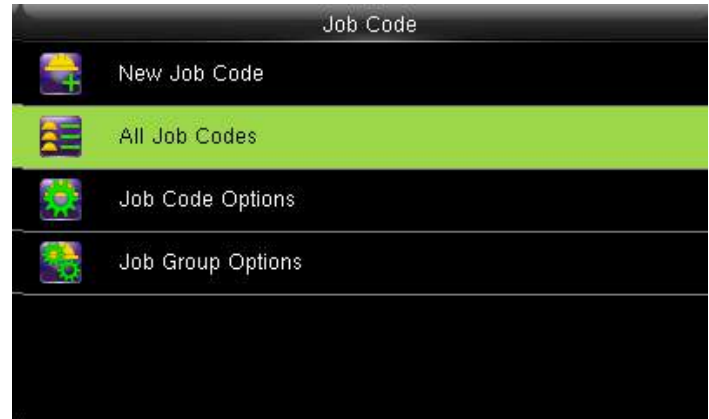 Job Code
New Job Code
All Job Codes
Job Code Options
Job Group Options